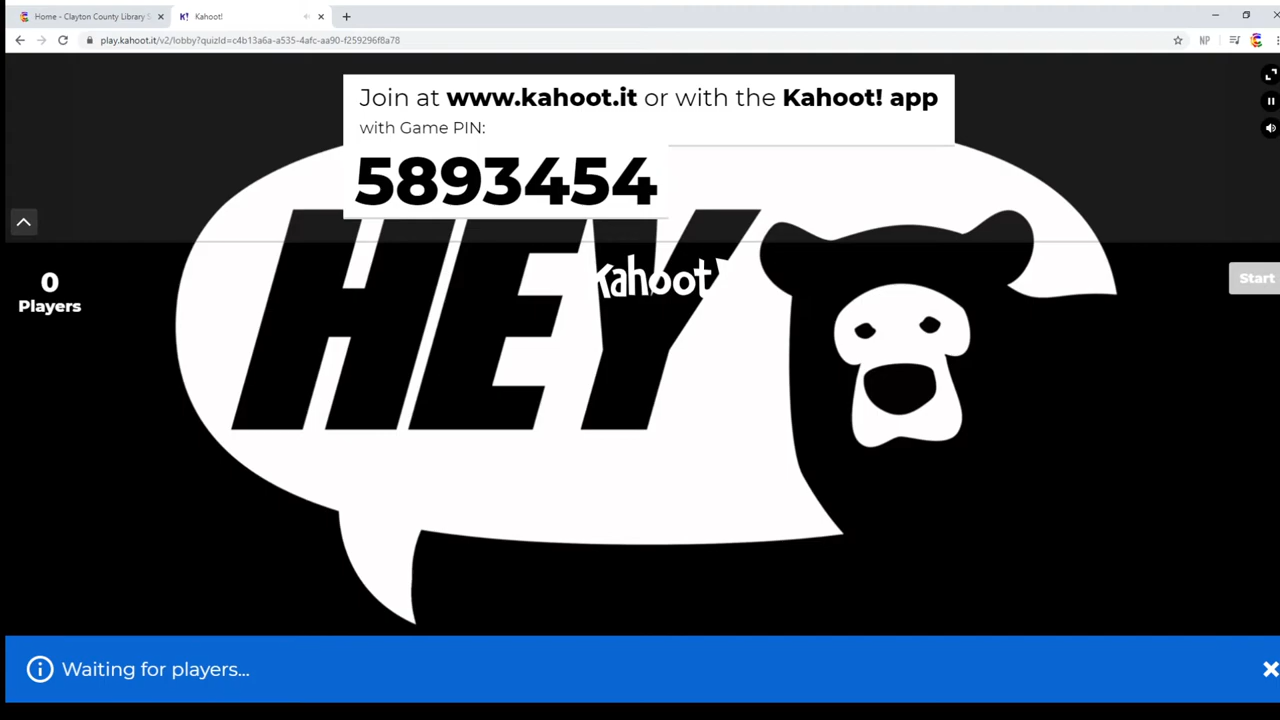 Home - Clayton County Library S
Kahoot!
play.kahoot.it/v2/lobby?quizId=c4b13a6a-a535-4afc-aa90-f259296f8a78
NP
Join at www.kahoot.it or with the Kahoot! app
with Game PIN:
5893454
HEY
Kahoot!
0
Players
Start
Waiting for players...